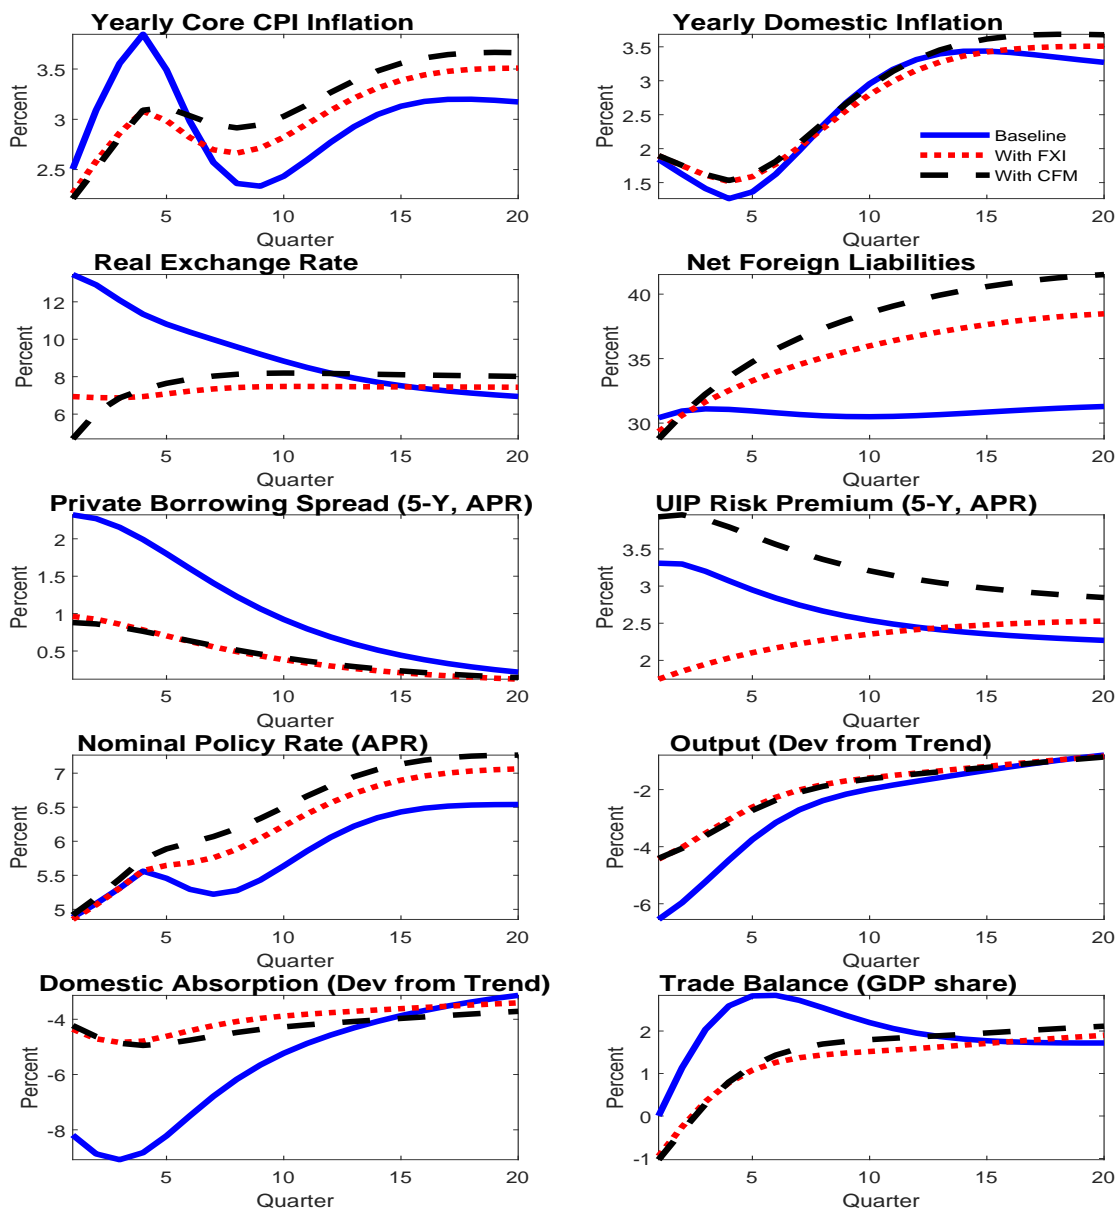 Yearly Core CPI Inflation
Percent
3.5
3
2.5
5 10 15 20
Quarter
Yearly Domestic Inflation
Percent
3.5
3
2.5
2
1.5
Baseline
With FXI
With CFM
5 10 15 20
Quarter
Real Exchange Rate
Percent
12
10
8
6
5 10 15 20
Quarter
Net Foreign Liabilities
Percent
40
35
30
5 10 15 20
Quarter
Private Borrowing Spread (5-Y, APR)
Percent
2
1.5
1
0.5
5 10 15 20
Quarter
UIP Risk Premium (5-Y, APR)
Percent
3.5
3
2.5
2
5 10 15 20
Quarter
Nominal Policy Rate (APR)
Percent
7
6.5
6
5.5
5
5 10 15 20
Quarter
Output (Dev from Trend)
Percent
-2
-4
-6
5 10 15 20
Quarter
Domestic Absorption (Dev from Trend)
Percent
-4
-6
-8
5 10 15 20
Quarter
Trade Balance (GDP share)
Percent
2
1
0
-1
5 10 15 20
Quarter